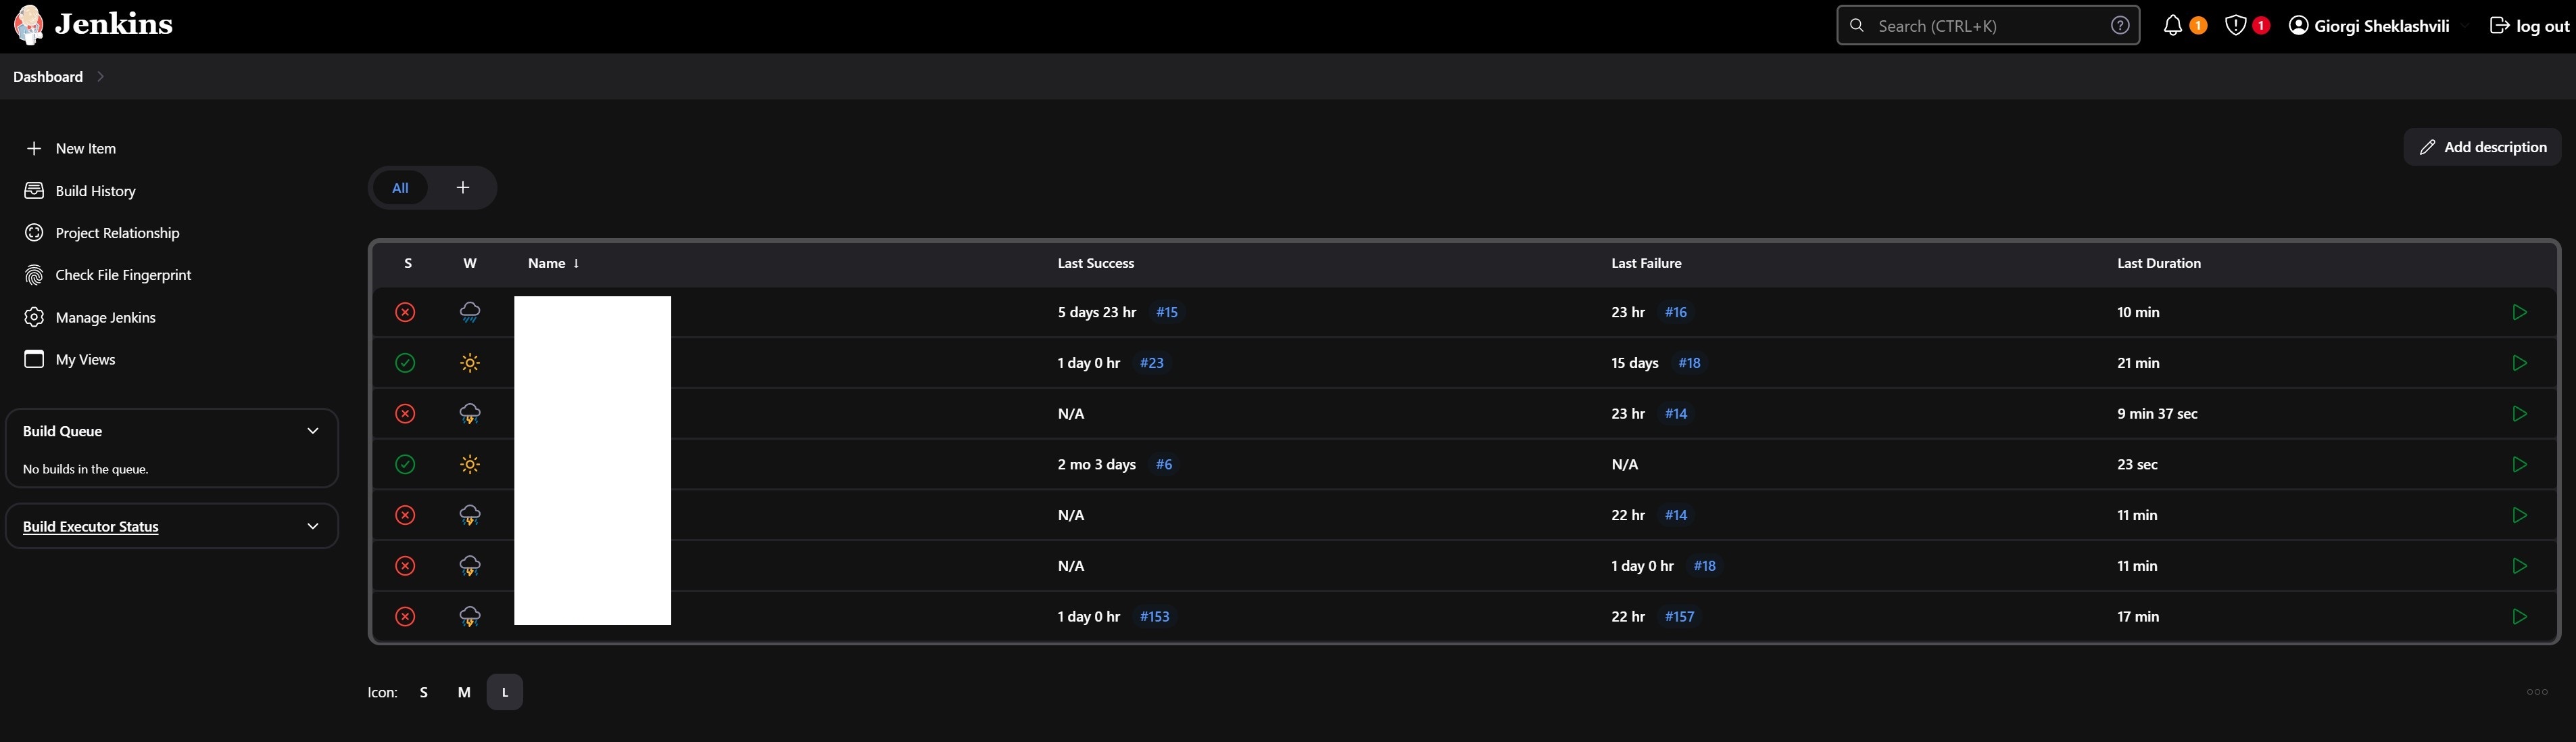 Jenkins
Search (CTRL+K)
1
1
Giorgi Sheklashvili
log out
Dashboard
New Item
Build History
Project Relationship
Check File Fingerprint
Manage Jenkins
My Views
Build Queue
No builds in the queue.
Build Executor Status
Add description
All +
S W Name ↓ Last Success Last Failure Last Duration
5 days 23 hr #15 23 hr #16 10 min
1 day 0 hr #23 15 days #18 21 min
N/A 23 hr #14 9 min 37 sec
2 mo 3 days #6 N/A 23 sec
N/A 22 hr #14 11 min
N/A 1 day 0 hr #18 11 min
1 day 0 hr #153 22 hr #157 17 min
Icon: S M L